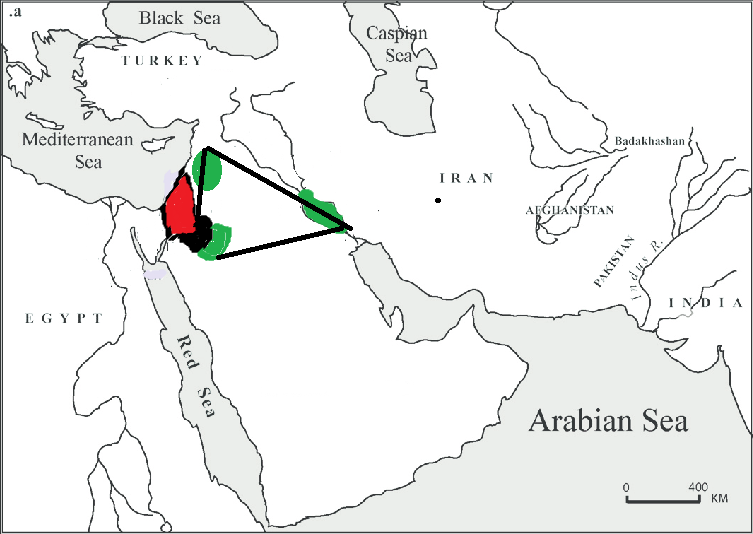 .a
Black Sea
TURKEY
Caspian
Sea
Mediterranean
Sea
Badakhashan
IRAN
AFGHANISTAN
PAKISTAN
Indus R.
INDIA
EGYPT
Red Sea
Arabian Sea
0 400
KM